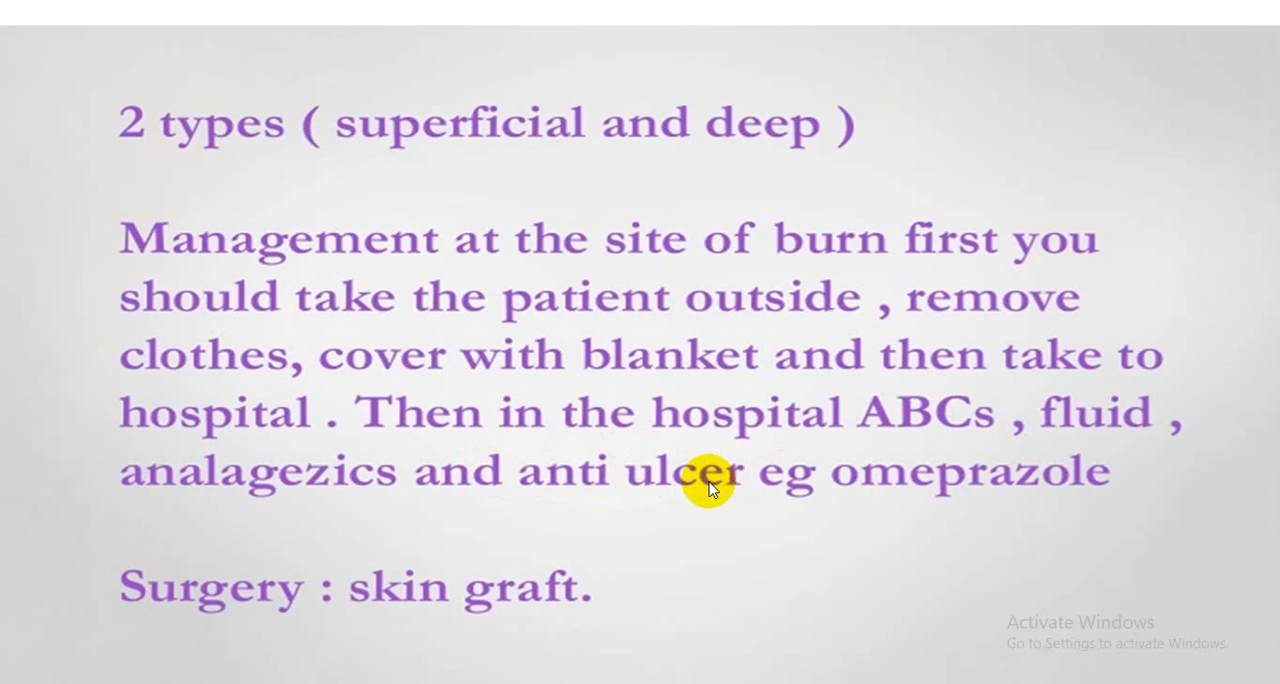 2 types ( superficial and deep )
Management at the site of burn first you
should take the patient outside , remove
clothes, cover with blanket and then take to
hospital . Then in the hospital ABCs , fluid ,
analagezics and anti ulcer eg omeprazole
Surgery : skin graft.
Activate Windows
Go to Settings to activate Windows.